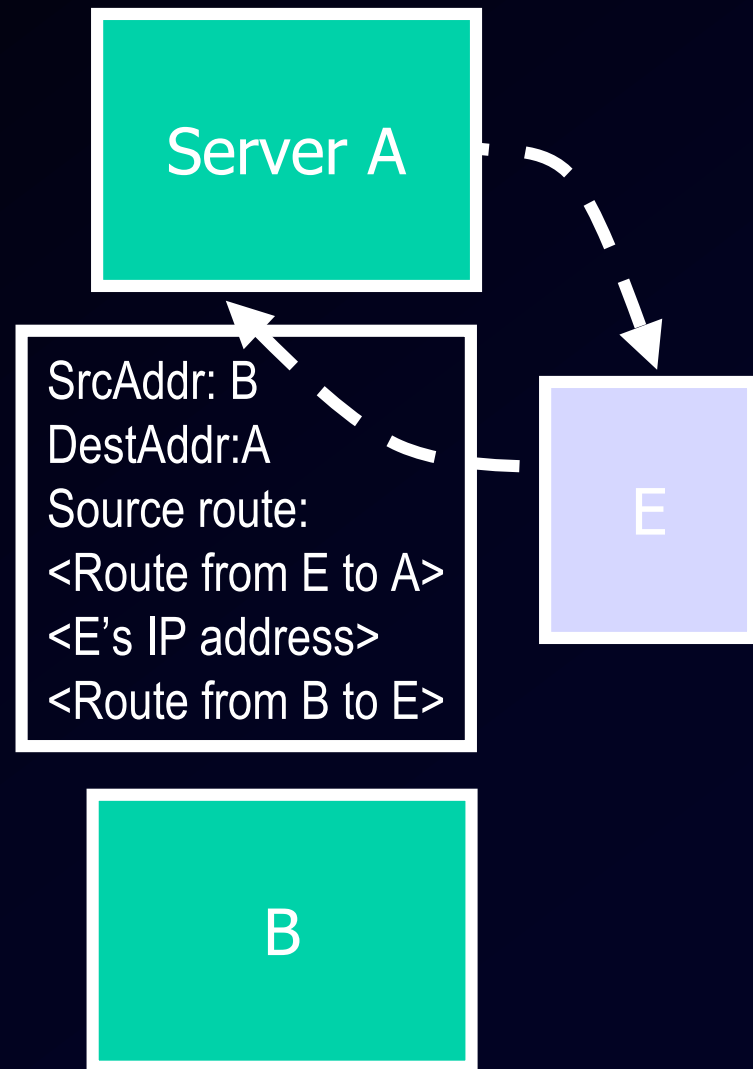 Server A
SrcAddr: B
DestAddr:A
Source route:
<Route from E to A>
<E’s IP address>
<Route from B to E>
E
B